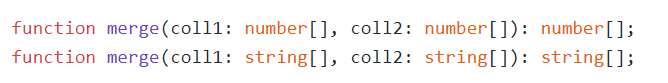 function merge(coll1: number[], coll2: number[]): number[];
function merge(coll1: string[], coll2: string[]): string[];